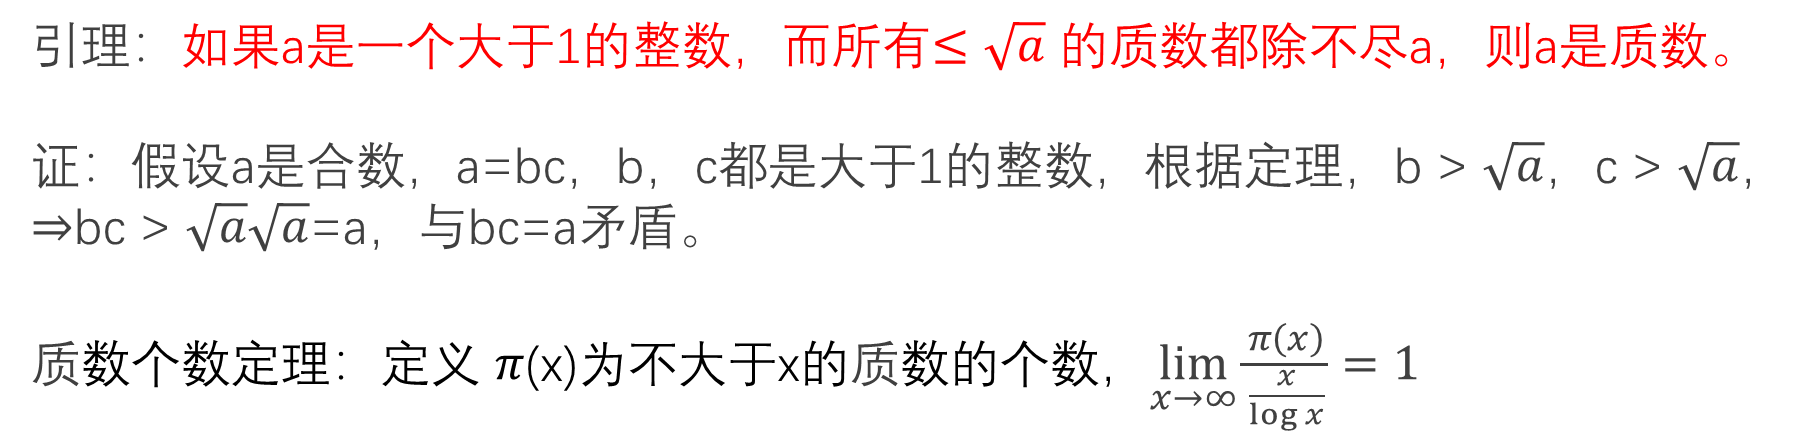 引理：如果a是一个大于1的整数，而所有≤ √a 的质数都除不尽a，则a是质数。
证：假设a是合数，a=bc，b，c都是大于1的整数，根据定理，b > √a，c > √a，
⇒bc > √a√a=a，与bc=a矛盾。
质数个数定理：定义 π(x)为不大于x的质数的个数，lim x→∞ π(x)/(x/log x) = 1